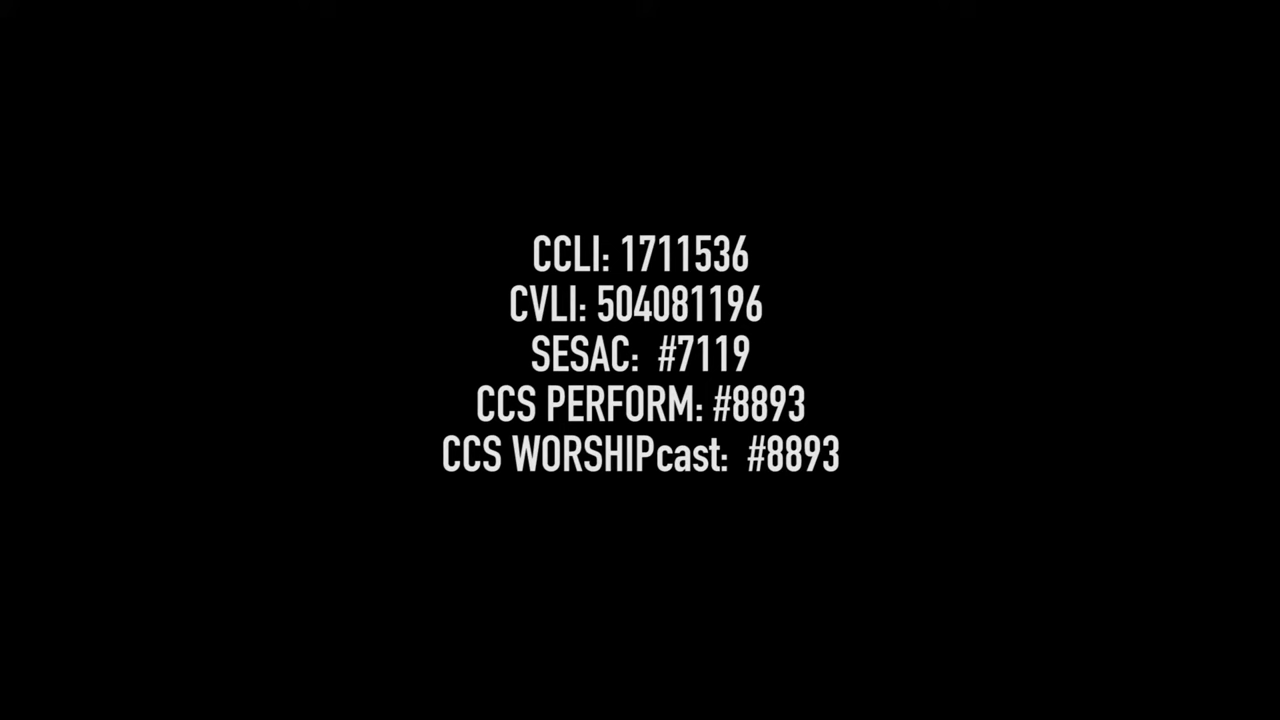 CCLI: 1711536
CVLI: 504081196
SESAC:  #7119
CCS PERFORM: #8893
CCS WORSHIPcast:  #8893